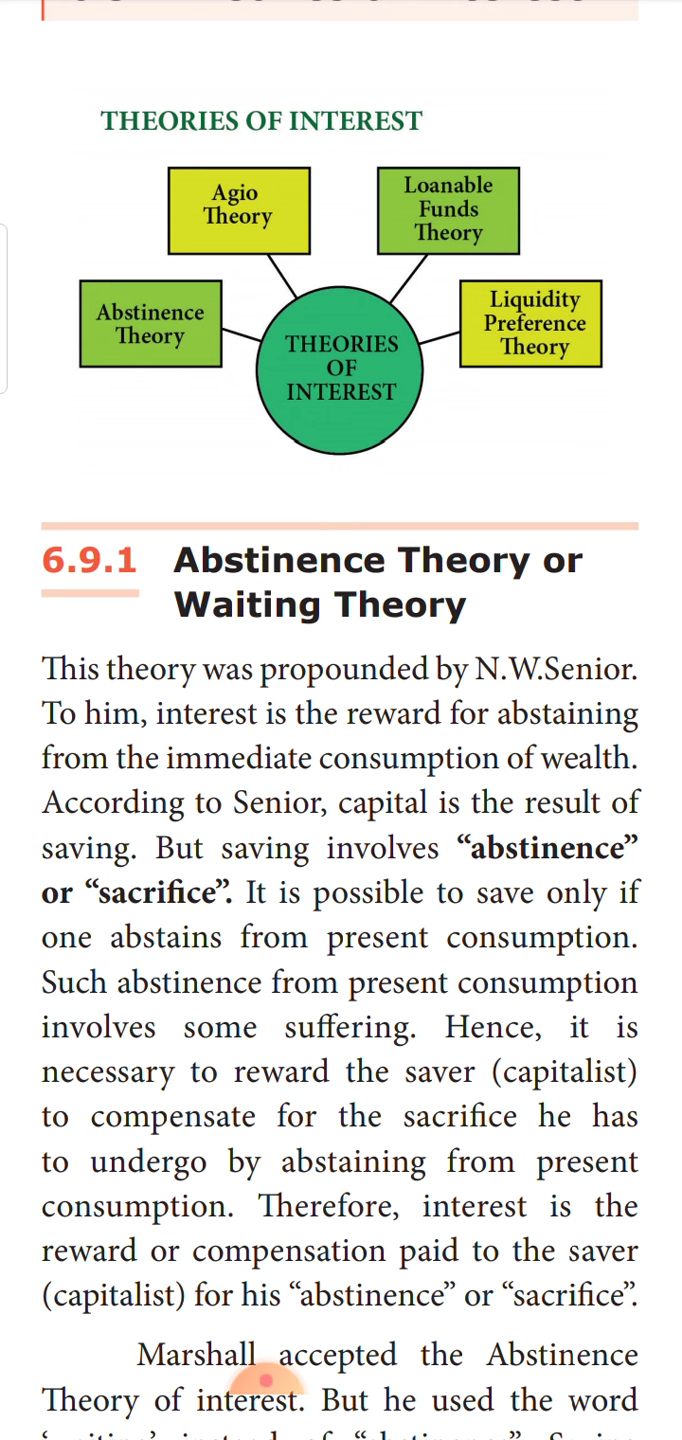 THEORIES OF INTEREST
Agio
Theory
Loanable
Funds
Theory
Abstinence
Theory
Liquidity
Preference
Theory
THEORIES
OF
INTEREST
6.9.1 Abstinence Theory or
Waiting Theory
This theory was propounded by N.W.Senior.
To him, interest is the reward for abstaining
from the immediate consumption of wealth.
According to Senior, capital is the result of
saving. But saving involves “abstinence”
or “sacrifice”. It is possible to save only if
one abstains from present consumption.
Such abstinence from present consumption
involves some suffering. Hence, it is
necessary to reward the saver (capitalist)
to compensate for the sacrifice he has
to undergo by abstaining from present
consumption. Therefore, interest is the
reward or compensation paid to the saver
(capitalist) for his “abstinence” or “sacrifice”.
Marshall accepted the Abstinence
Theory of interest. But he used the word